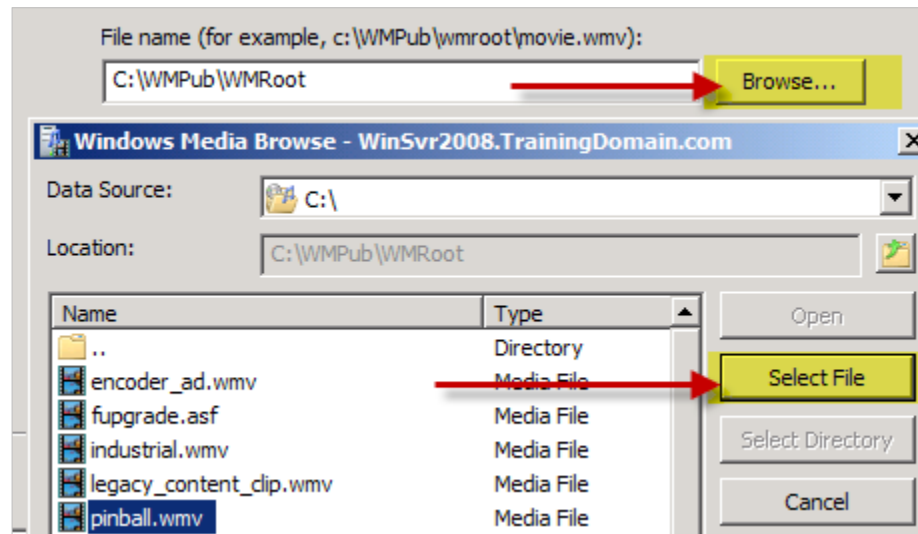 File name (for example, c:\WMPub\wmroot\movie.wmv):
C:\WMPub\WMRoot Browse...
Windows Media Browse - WinSvr2008.TrainingDomain.com
Data Source: C:\
Location: C:\WMPub\WMRoot
Name Type Open
.. Directory
encoder_ad.wmv Media File Select File
fupgrade.asf Media File
industrial.wmv Media File Select Directory
legacy_content_clip.wmv Media File
pinball.wmv Media File Cancel